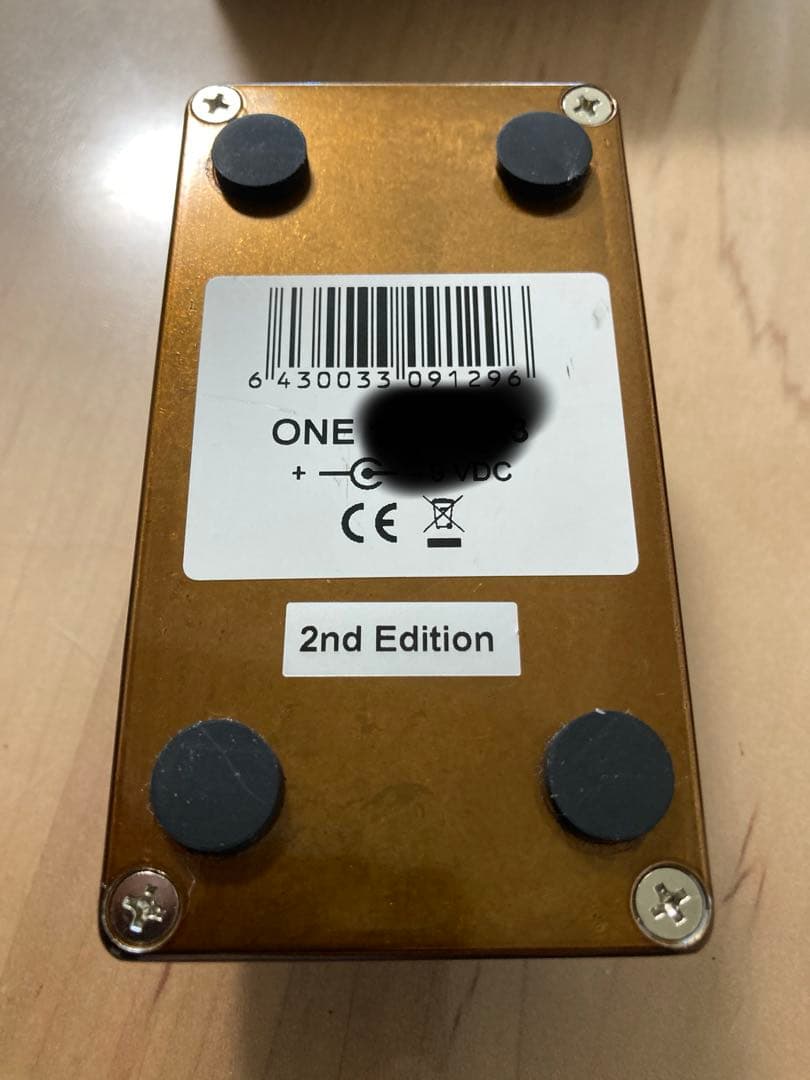 6 430033 091296
ONE
+ VDC
CE
2nd Edition